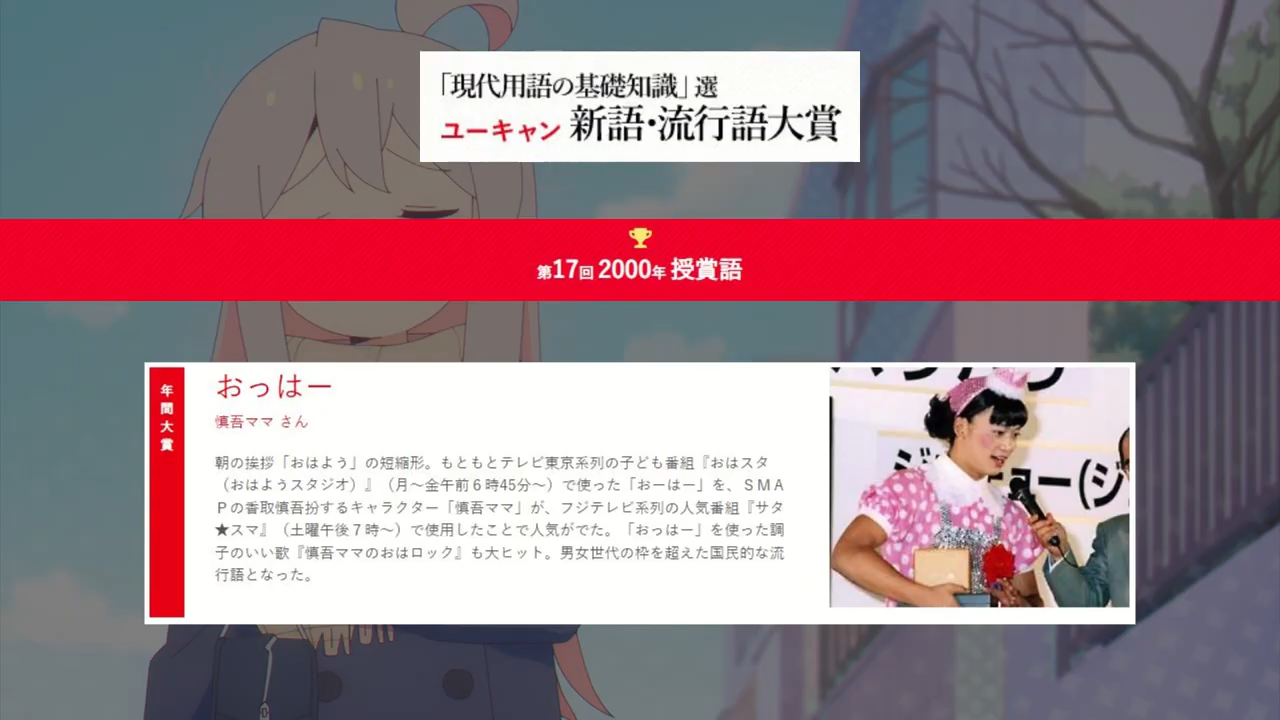 「現代用語の基礎知識」選
ユーキャン 新語・流行語大賞
第17回 2000年 授賞語
年間大賞
おっはー
慎吾ママ さん
朝の挨拶「おはよう」の短縮形。もともとテレビ東京系列の子ども番組『おはスタ
（おはようスタジオ）』（月〜金午前６時45分〜）で使った「おーはー」を、ＳＭＡ
Ｐの香取慎吾扮するキャラクター「慎吾ママ」が、フジテレビ系列の人気番組『サタ
★スマ』（土曜午後７時〜）で使用したことで人気がでた。「おっはー」を使った調
子のいい歌『慎吾ママのおはロック』も大ヒット。男女世代の枠を超えた国民的な流
行語となった。